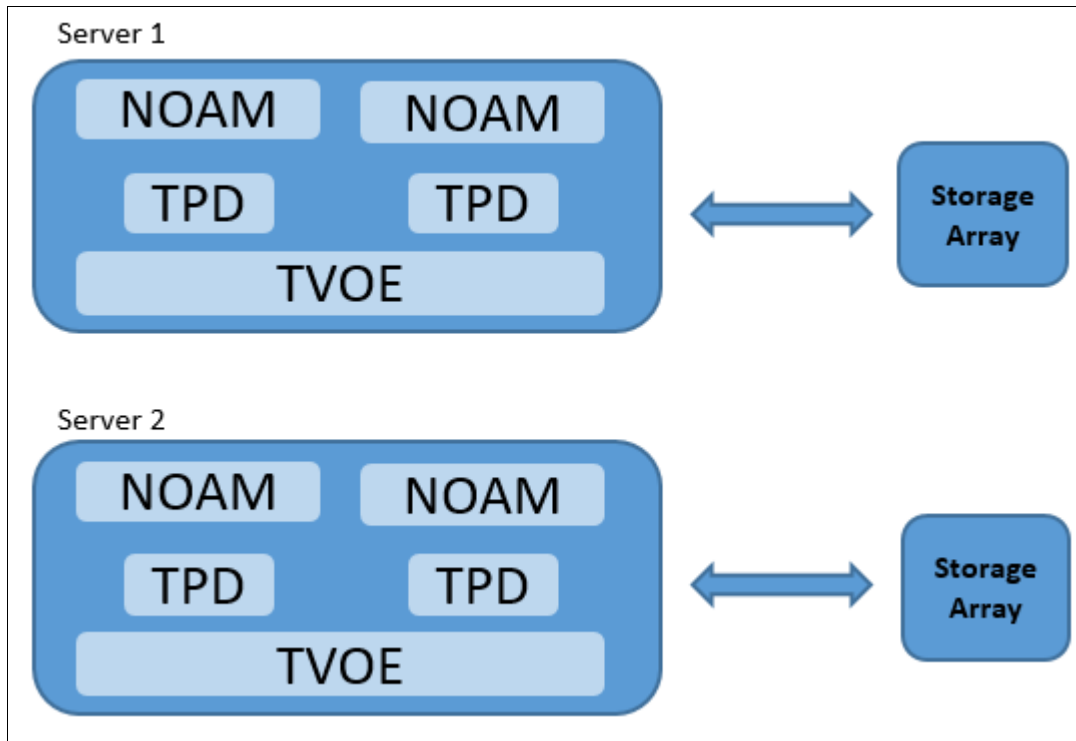 Server 1
NOAM NOAM
TPD TPD
TVOE
Storage
Array
Server 2
NOAM NOAM
TPD TPD
TVOE
Storage
Array